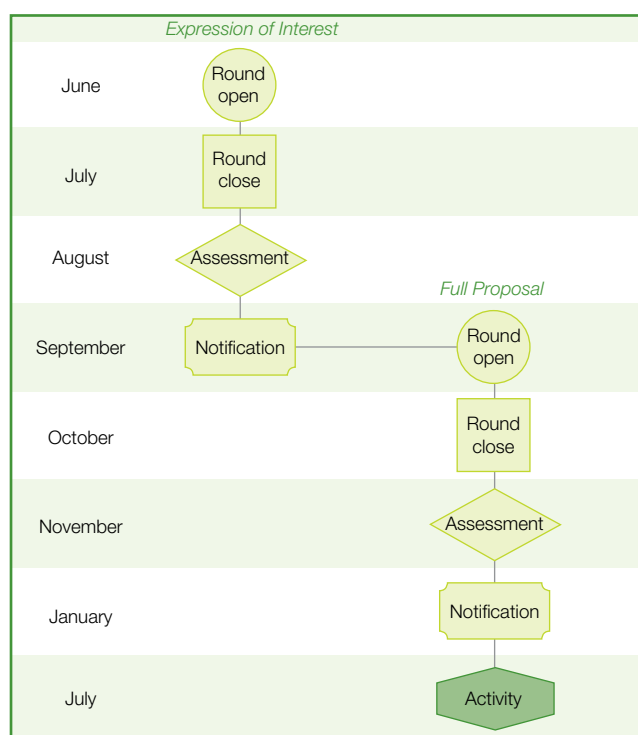 Expression of Interest
June
Round
open
July
Round
close
August
Assessment
Full Proposal
September
Notification
Round
open
October
Round
close
November
Assessment
January
Notification
July
Activity